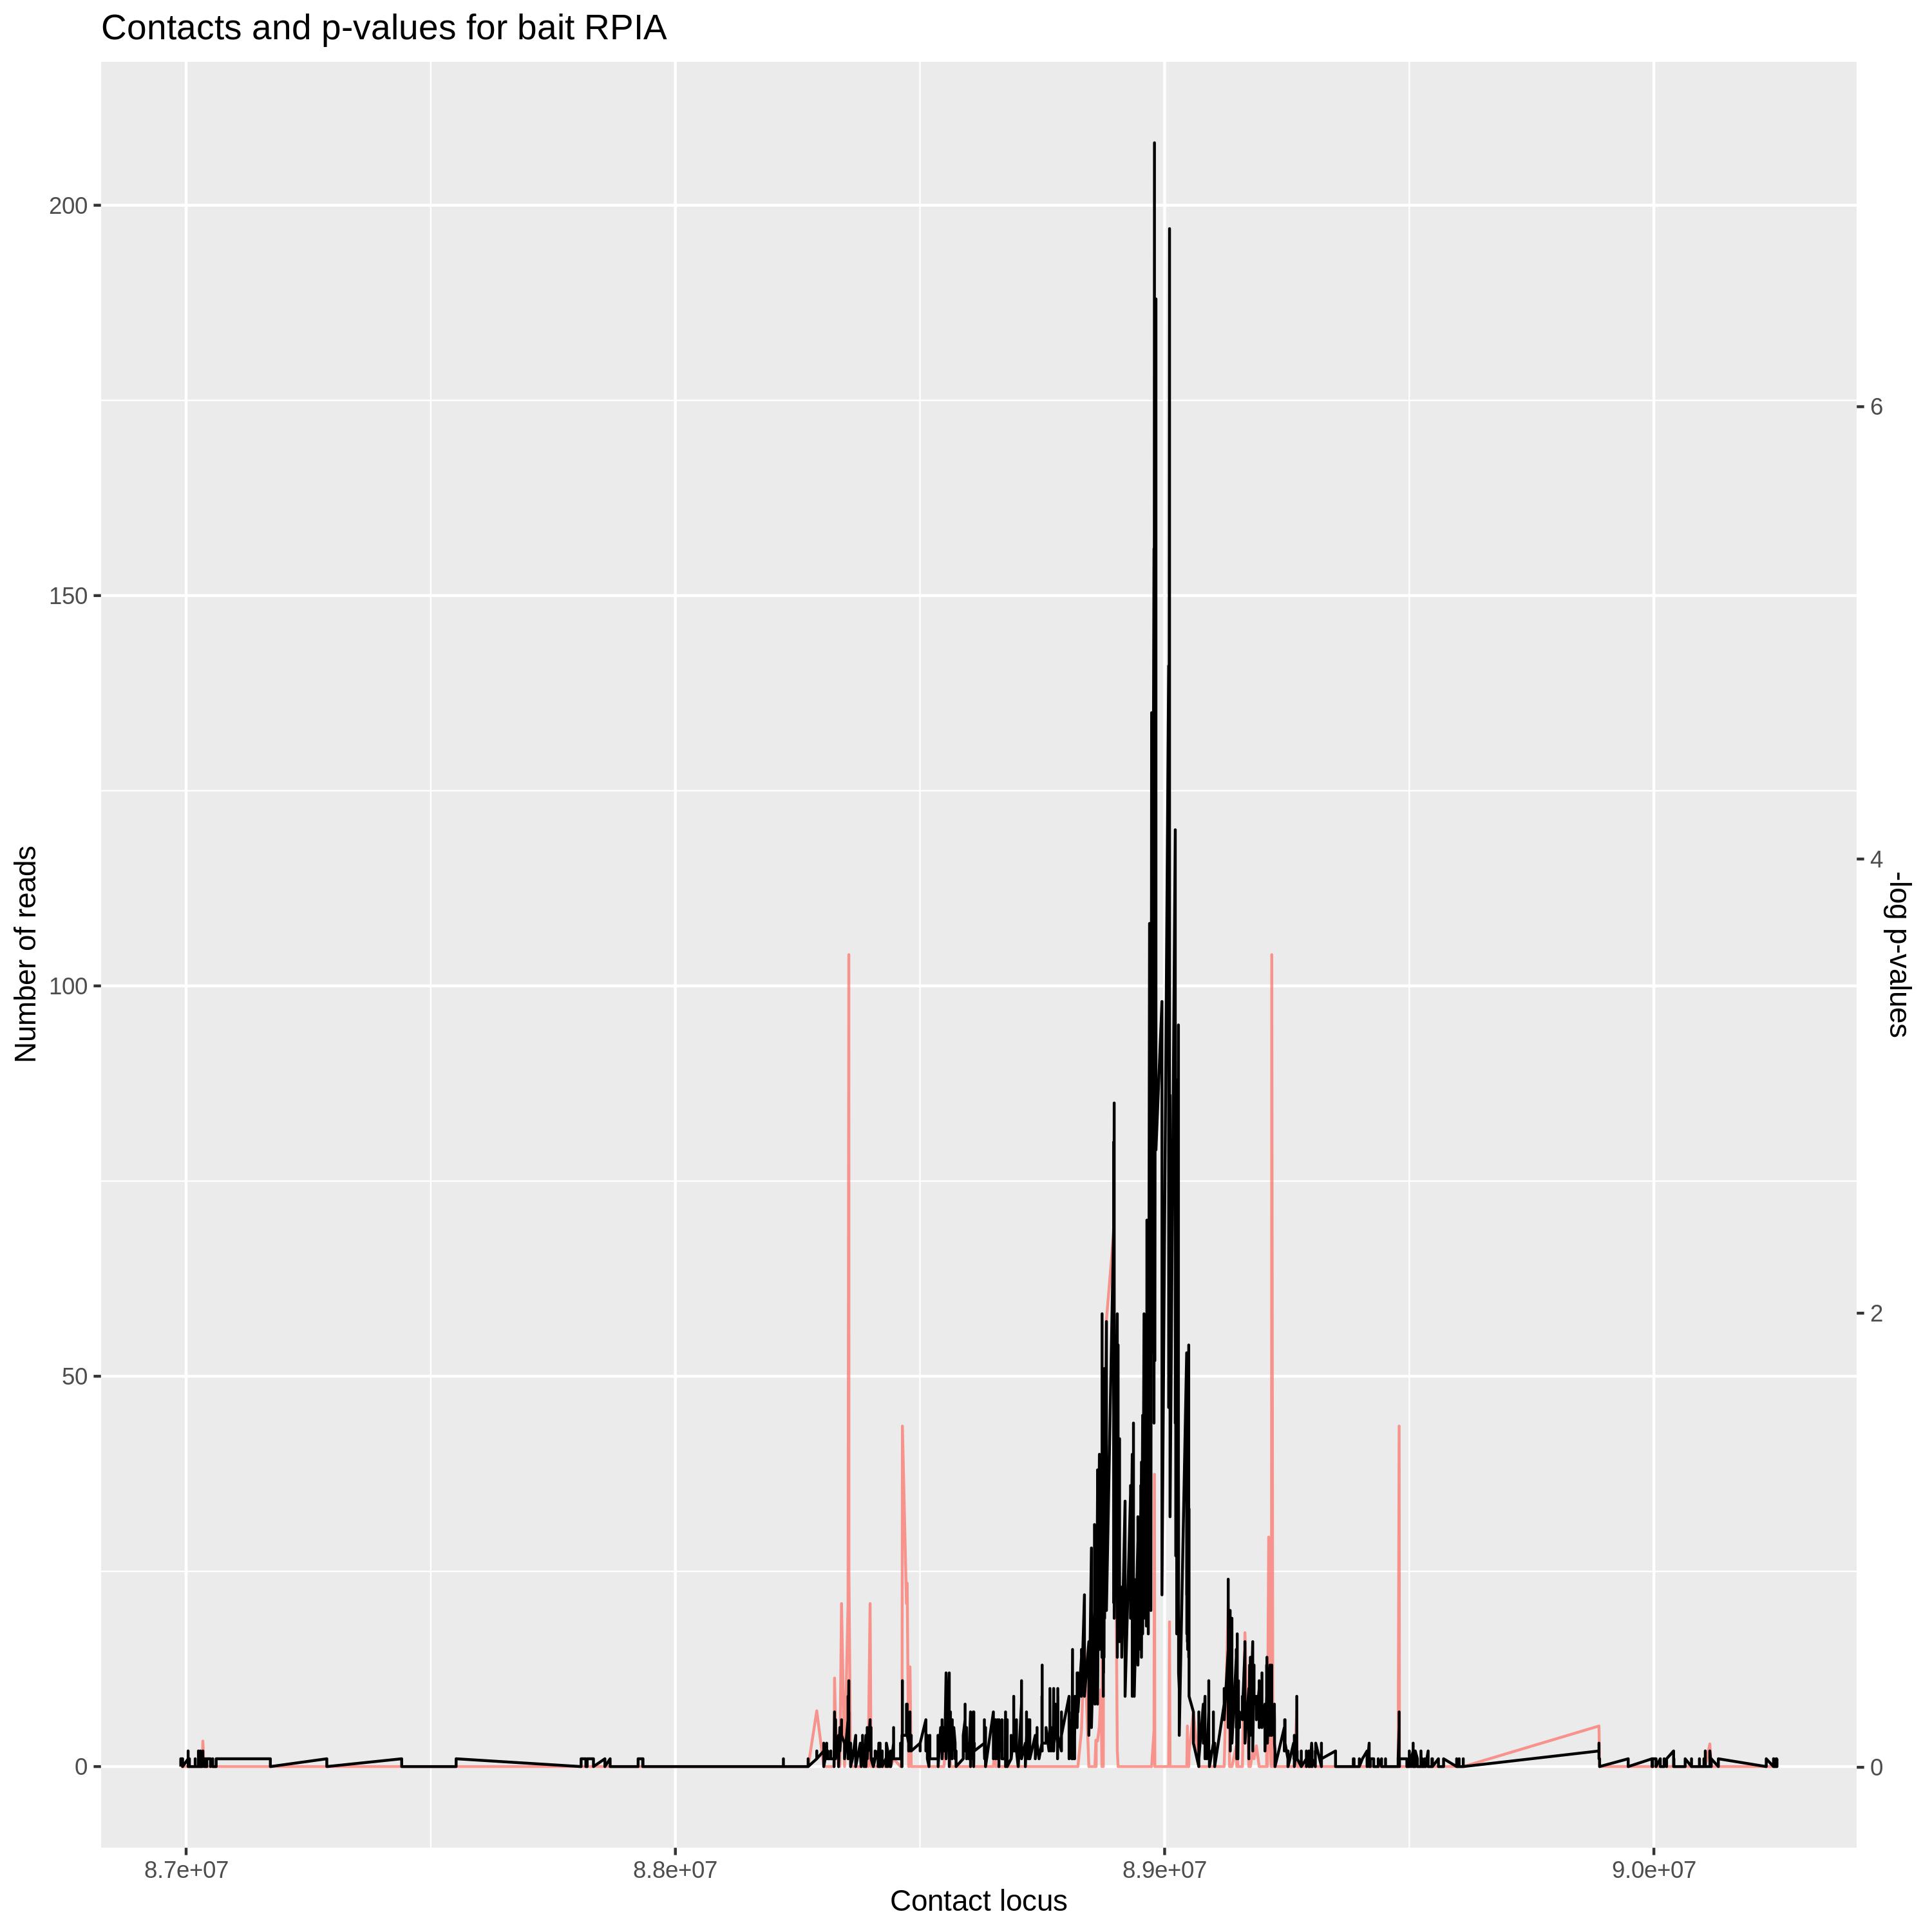 Contacts and p-values for bait RPIA
200
150
100
50
0
6
4
2
0
Number of reads
-log p-values
8.7e+07
8.8e+07
8.9e+07
9.0e+07
Contact locus